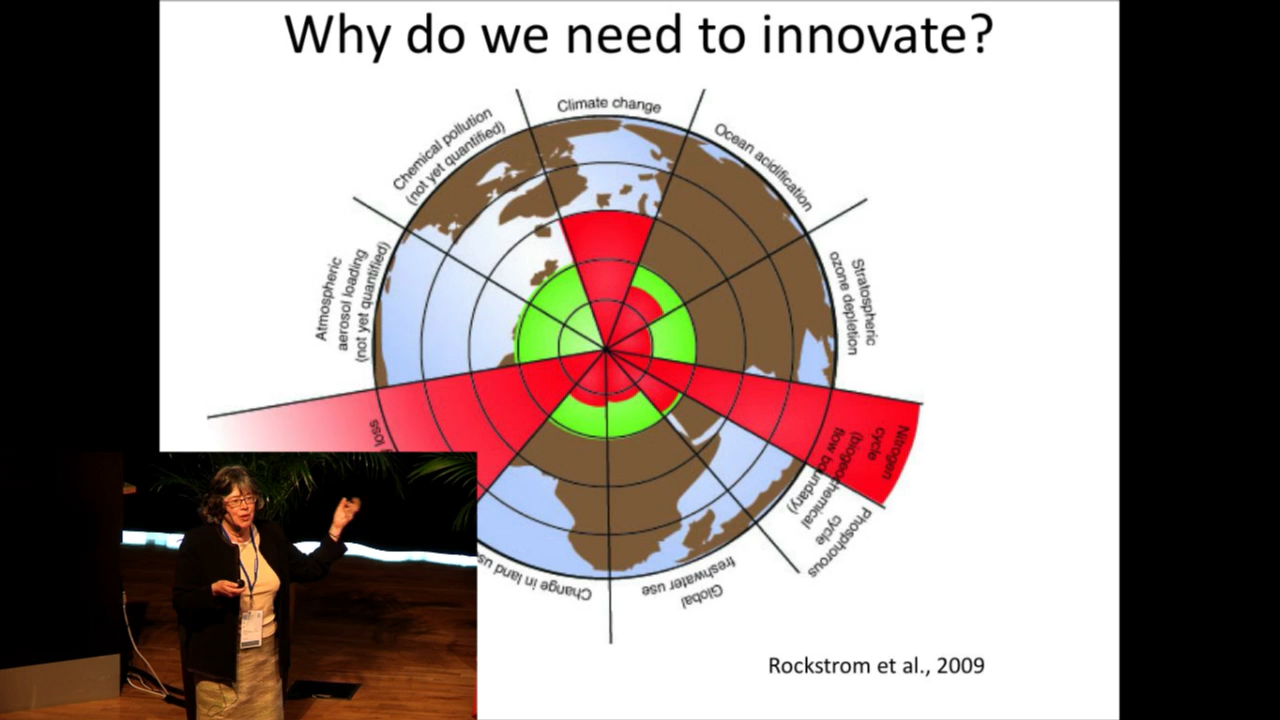 Why do we need to innovate?
Climate change
Ocean acidification
Stratospheric
ozone depletion
Nitrogen
cycle
(biogeochemical
flow boundary)
Phosphorous
cycle
Global
freshwater use
Change in land us
loss
Atmospheric
aerosol loading
(not yet quantified)
Chemical pollution
(not yet quantified)
Rockstrom et al., 2009